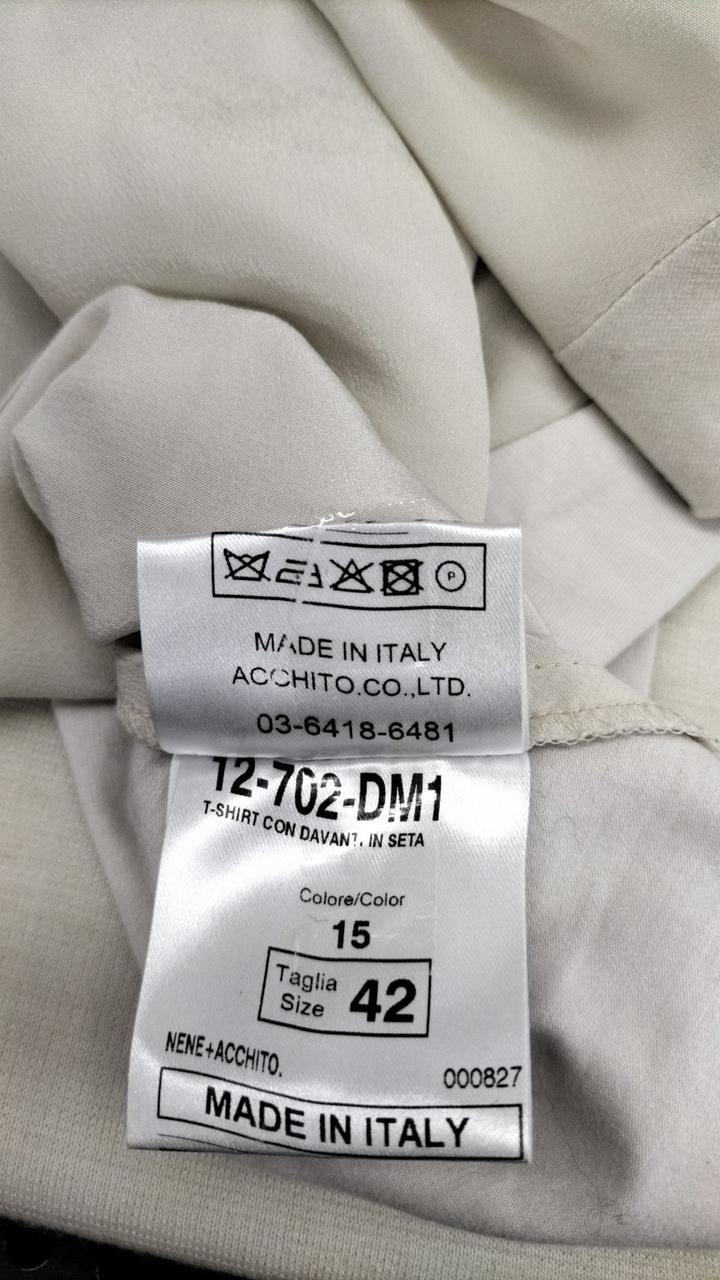 P
MADE IN ITALY
ACCHITO.CO.,LTD.
03-6418-6481
12-702-DM1
T-SHIRT CON DAVANT. IN SETA
Colore/Color
15
Taglia
Size
42
NENE+ACCHITO.
000827
MADE IN ITALY